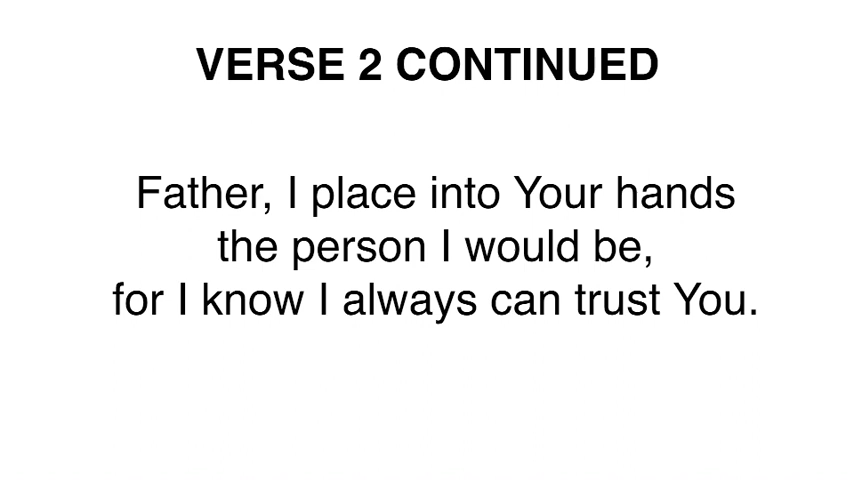 VERSE 2 CONTINUED
Father, I place into Your hands
the person I would be,
for I know I always can trust You.